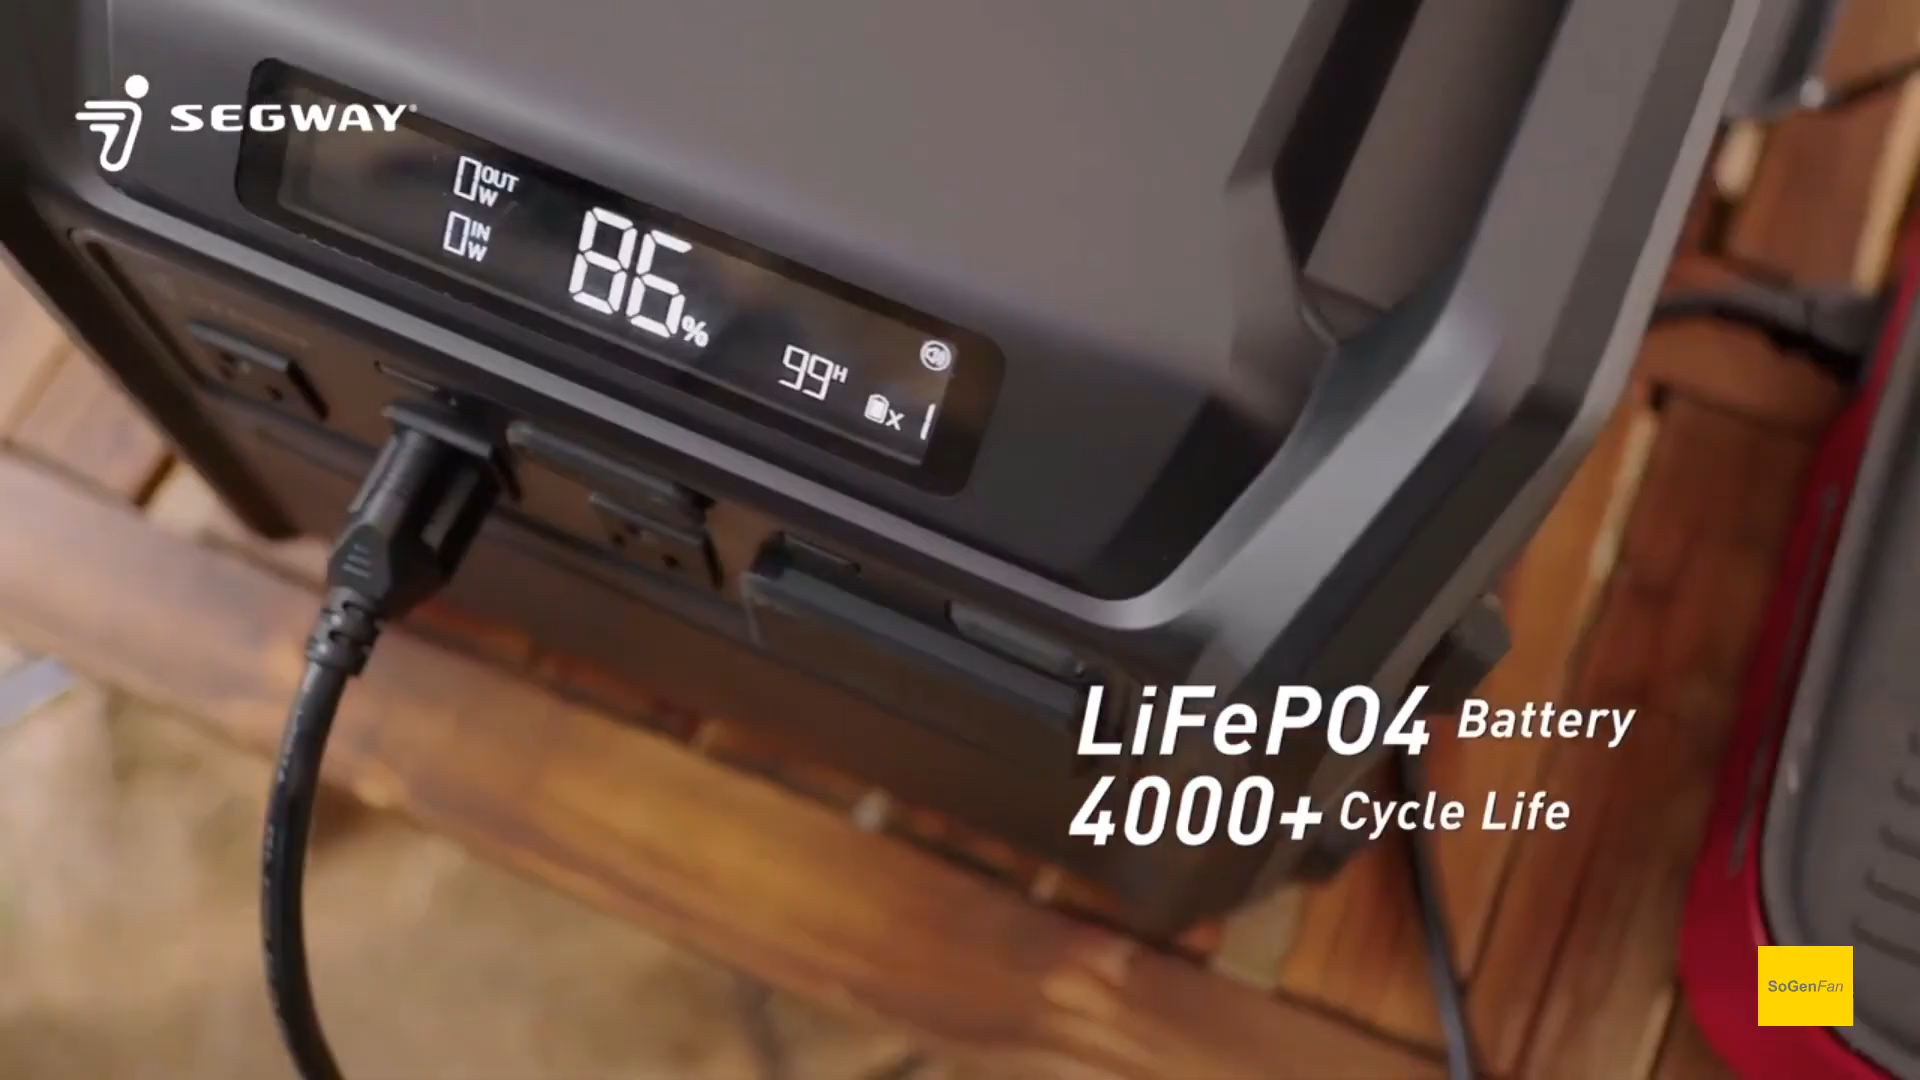 SEGWAY
0 OUT W
0 IN W
86%
99H
x 1
LiFePO4 Battery
4000+ Cycle Life
SoGenFan